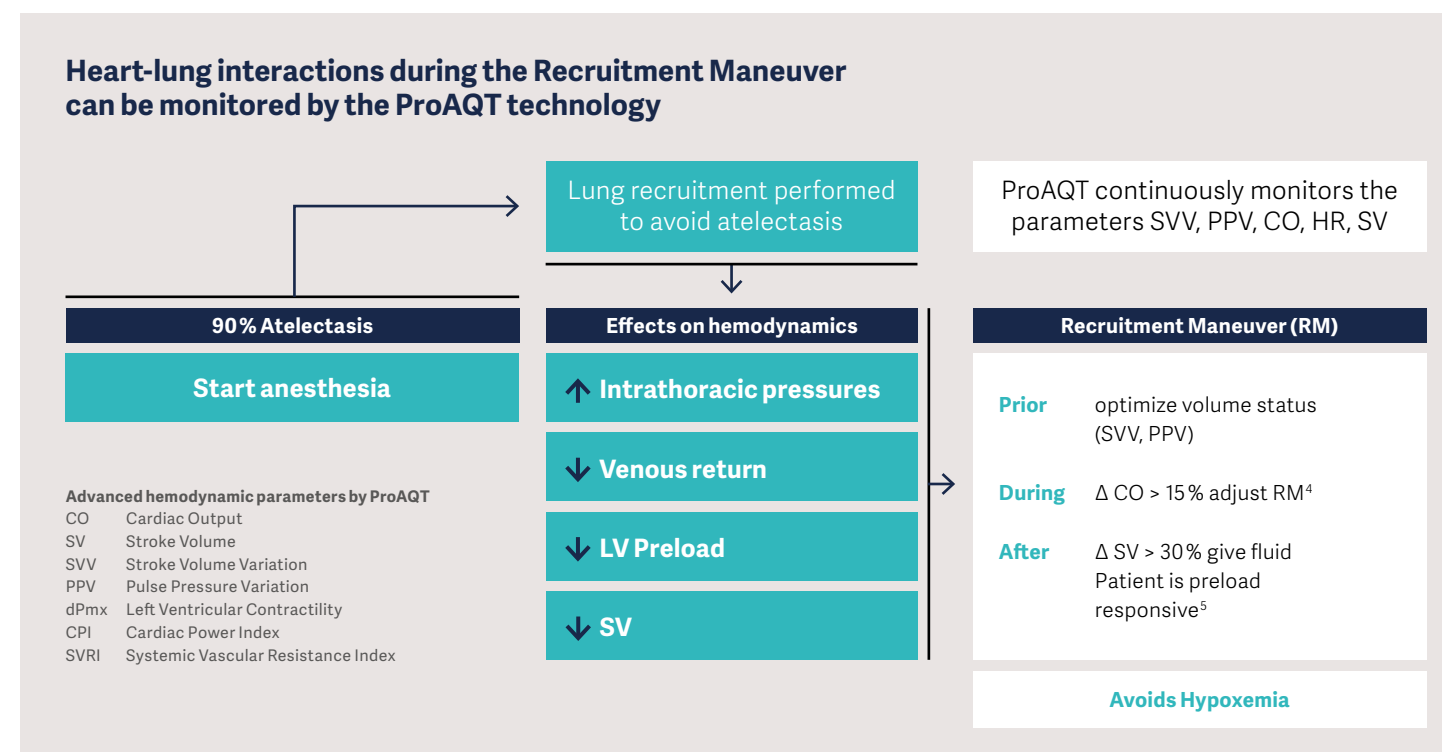 Heart-lung interactions during the Recruitment Maneuver
can be monitored by the ProAQT technology
Lung recruitment performed
to avoid atelectasis
ProAQT continuously monitors the
parameters SVV, PPV, CO, HR, SV
90% Atelectasis
Start anesthesia
Effects on hemodynamics
↑ Intrathoracic pressures
↓ Venous return
↓ LV Preload
↓ SV
Recruitment Maneuver (RM)
Prior optimize volume status
(SVV, PPV)
During Δ CO > 15% adjust RM⁴
After Δ SV > 30% give fluid
Patient is preload
responsive⁵
Avoids Hypoxemia
Advanced hemodynamic parameters by ProAQT
CO Cardiac Output
SV Stroke Volume
SVV Stroke Volume Variation
PPV Pulse Pressure Variation
dPmx Left Ventricular Contractility
CPI Cardiac Power Index
SVRI Systemic Vascular Resistance Index